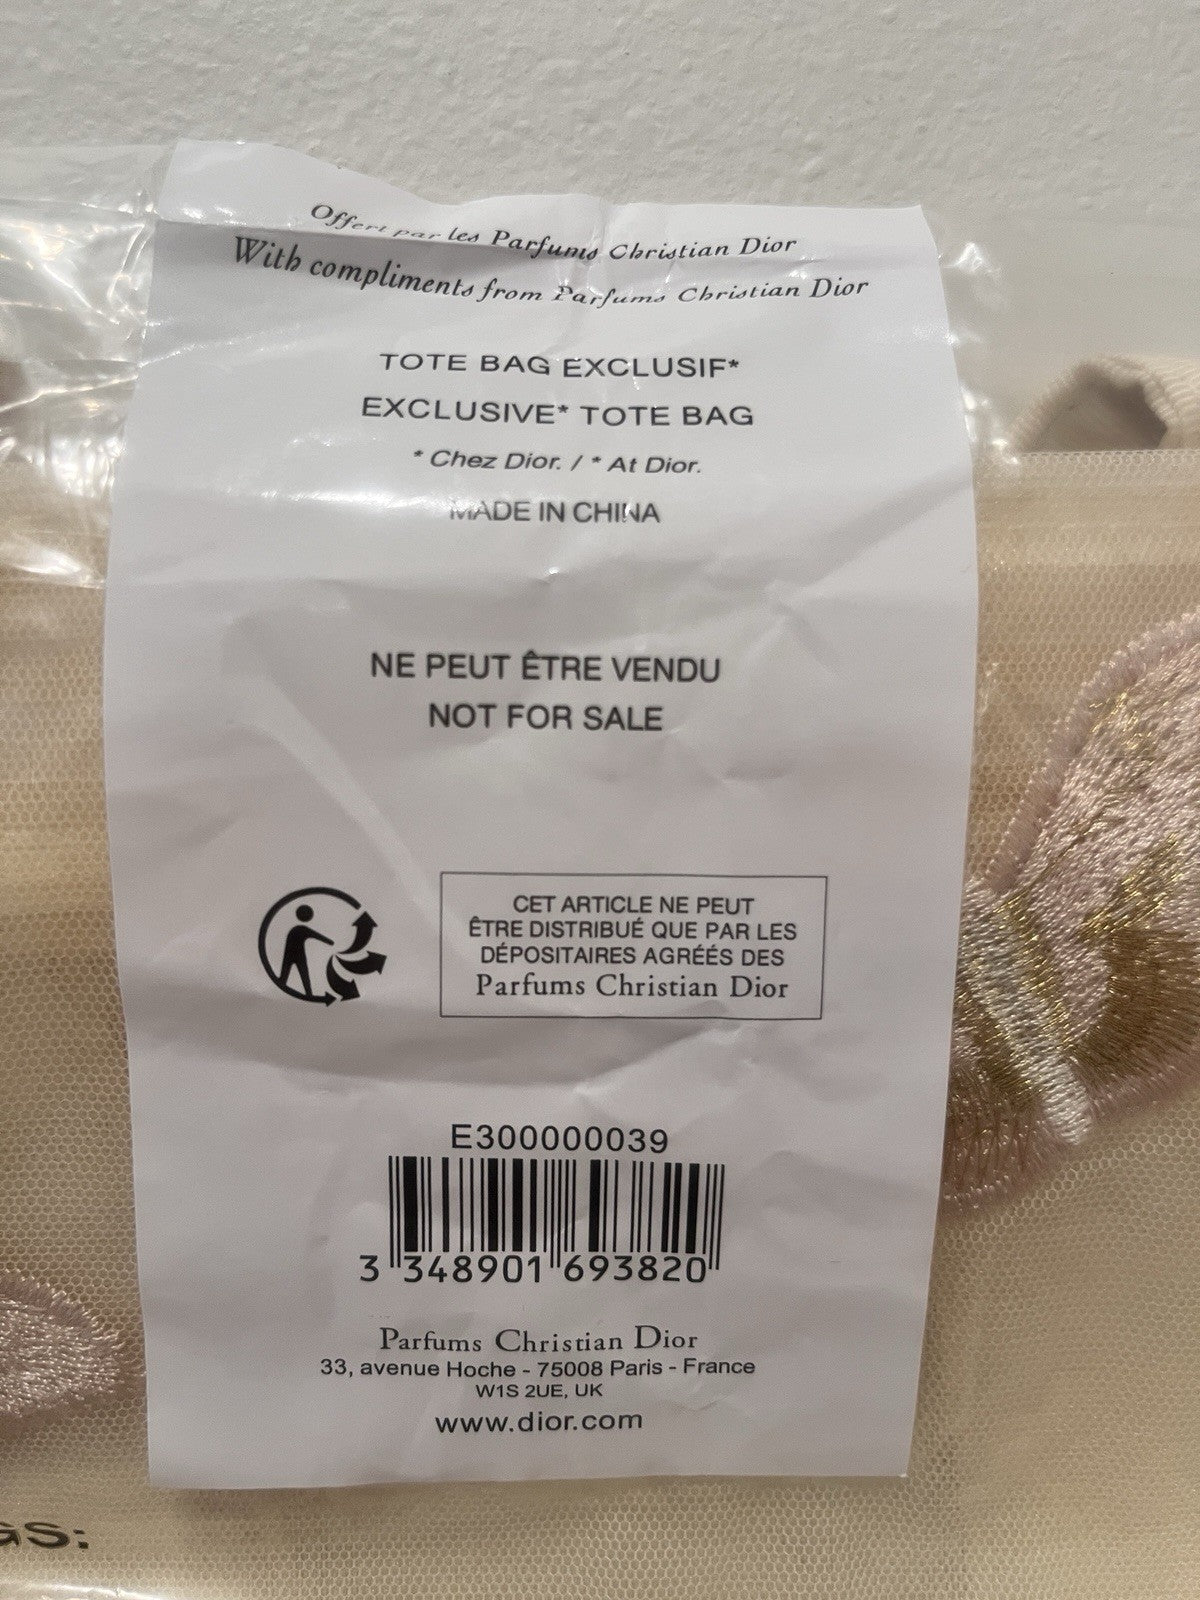 Offert par les Parfums Christian Dior
With compliments from Parfums Christian Dior
TOTE BAG EXCLUSIF*
EXCLUSIVE* TOTE BAG
* Chez Dior. / * At Dior.
MADE IN CHINA
NE PEUT ÊTRE VENDU
NOT FOR SALE
CET ARTICLE NE PEUT
ÊTRE DISTRIBUÉ QUE PAR LES
DÉPOSITAIRES AGRÉÉS DES
Parfums Christian Dior
E300000039
3 348901 693820
Parfums Christian Dior
33, avenue Hoche - 75008 Paris - France
W1S 2UE, UK
www.dior.com
GS: